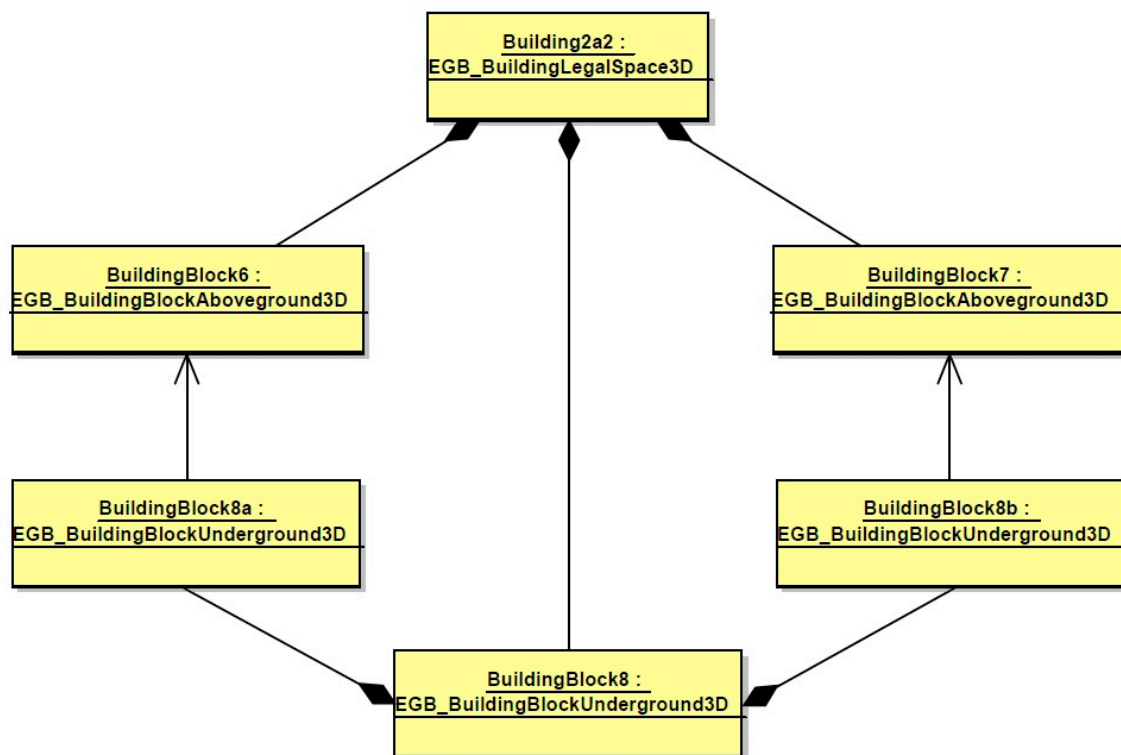 Building2a2 :
EGB_BuildingLegalSpace3D
BuildingBlock6 :
EGB_BuildingBlockAboveground3D
BuildingBlock7 :
EGB_BuildingBlockAboveground3D
BuildingBlock8a :
EGB_BuildingBlockUnderground3D
BuildingBlock8b :
EGB_BuildingBlockUnderground3D
BuildingBlock8 :
EGB_BuildingBlockUnderground3D